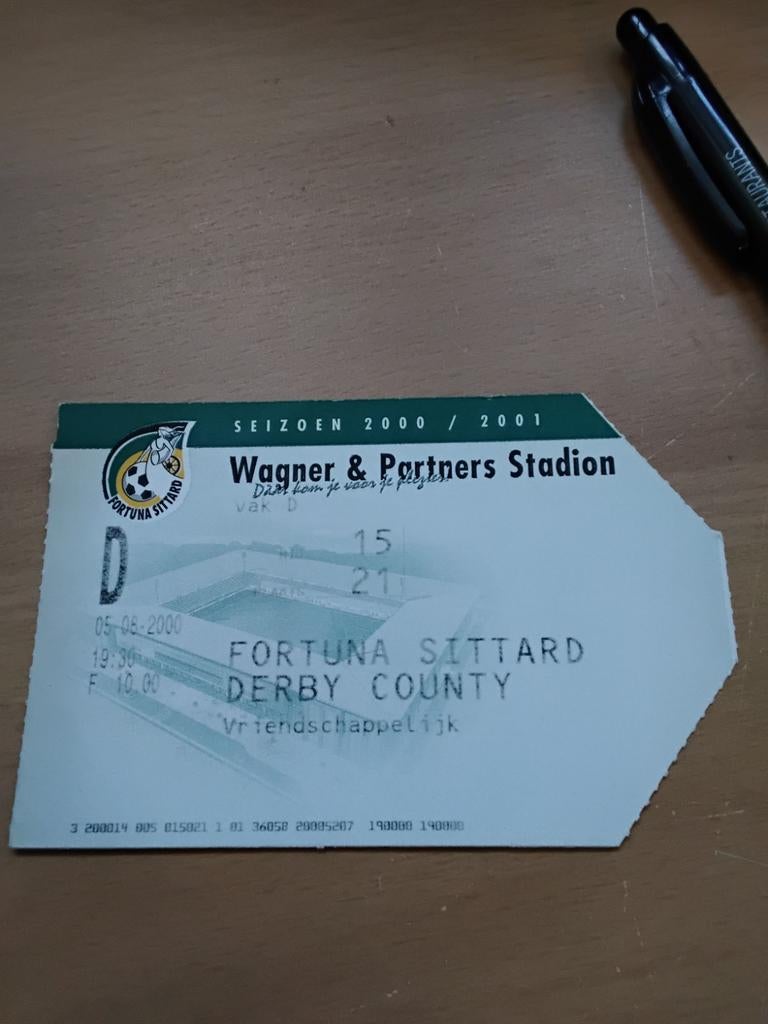 TAURANTS
SEIZOEN 2000 / 2001
Wagner & Partners Stadion
Daar kom je voor je plezier.
FORTUNA SITTARD
Vak D
D
15
21
05-08-2000
19:30
F 10.00
FORTUNA SITTARD
DERBY COUNTY
Vriendschappelijk
3 200014 005 015021 1 01 36058 20005207 190000 190000